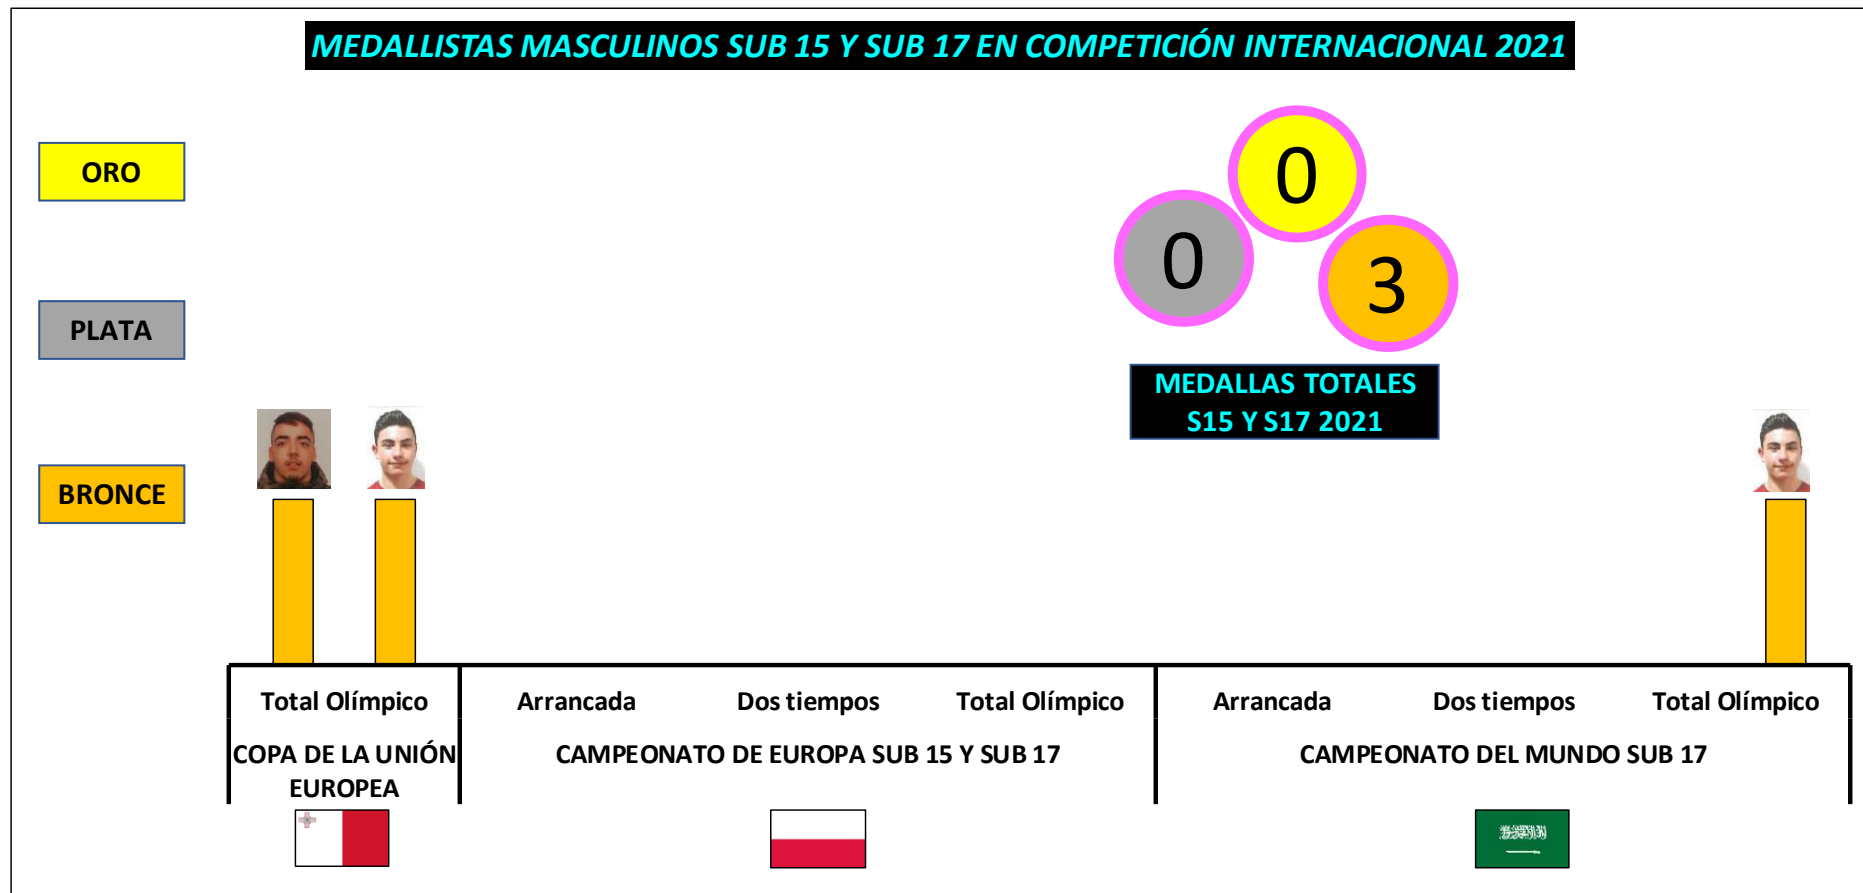 MEDALLISTAS MASCULINOS SUB 15 Y SUB 17 EN COMPETICIÓN INTERNACIONAL 2021
ORO
PLATA
BRONCE
0
0
3
MEDALLAS TOTALES
S15 Y S17 2021
Total Olímpico
Arrancada
Dos tiempos
Total Olímpico
Arrancada
Dos tiempos
Total Olímpico
COPA DE LA UNIÓN
EUROPEA
CAMPEONATO DE EUROPA SUB 15 Y SUB 17
CAMPEONATO DEL MUNDO SUB 17